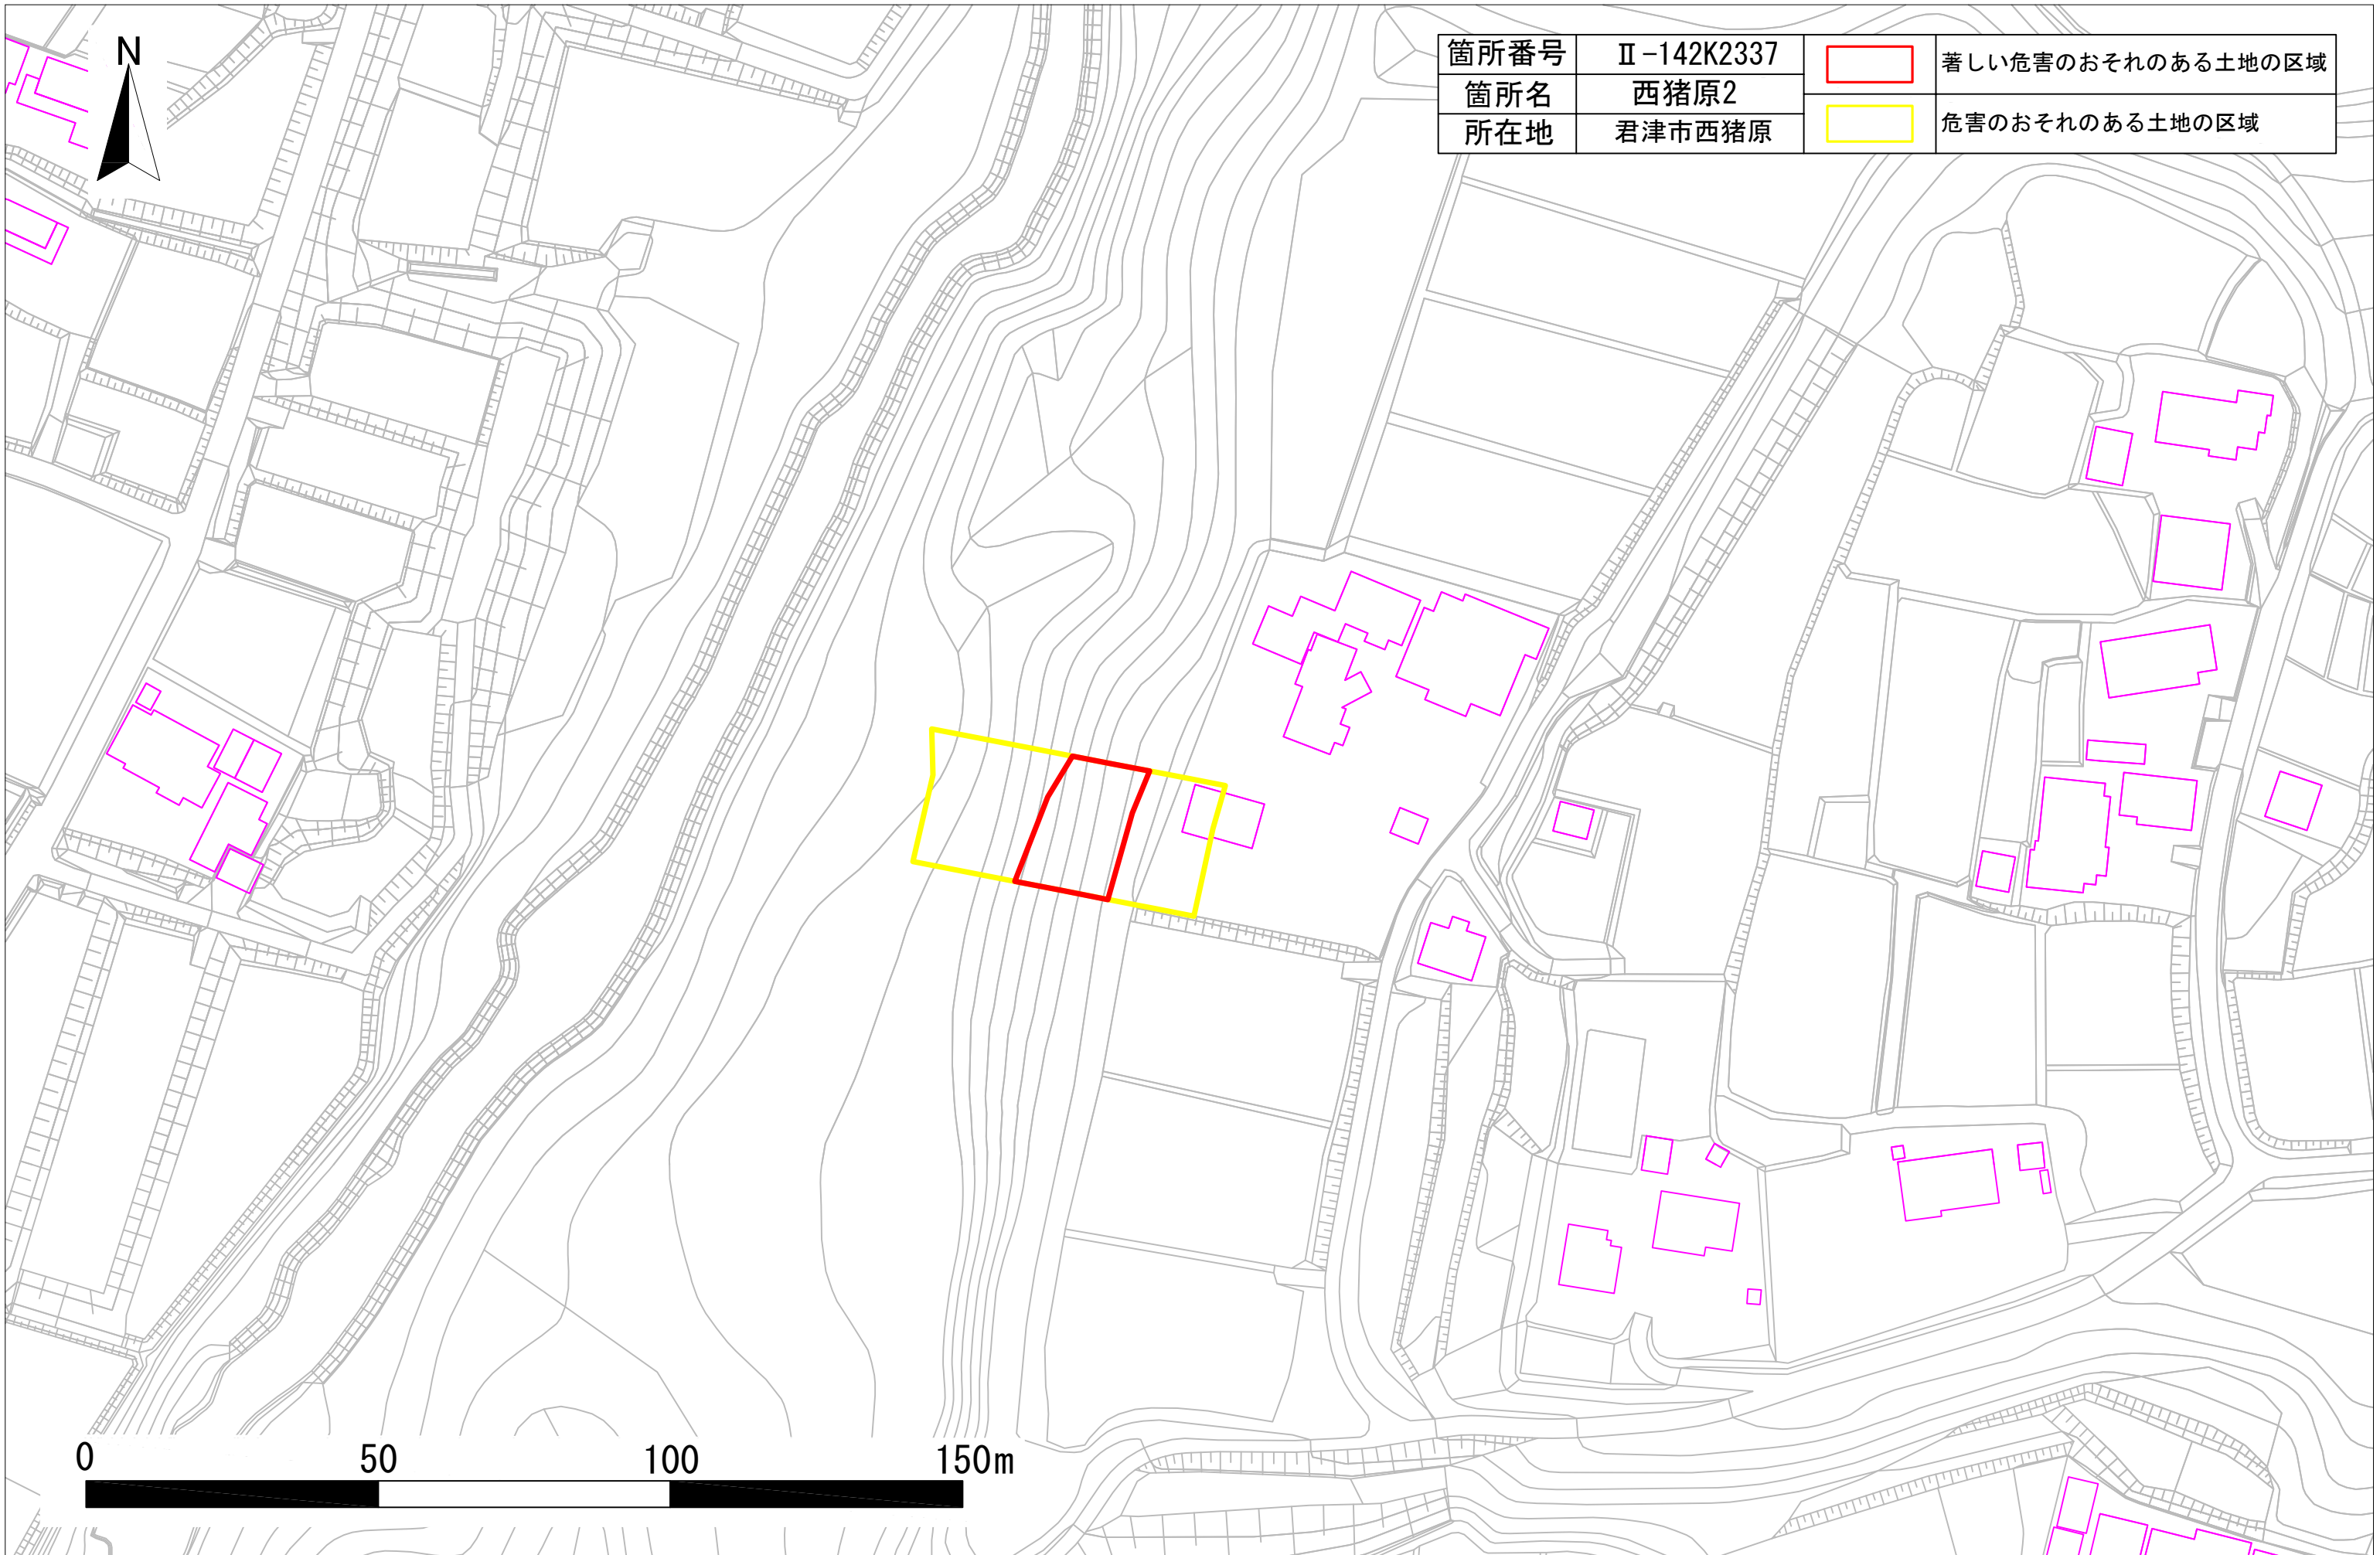 N
箇所番号 Ⅱ-142K2337
箇所名 西猪原2
所在地 君津市西猪原
著しい危害のおそれのある土地の区域
危害のおそれのある土地の区域
0 50 100 150m